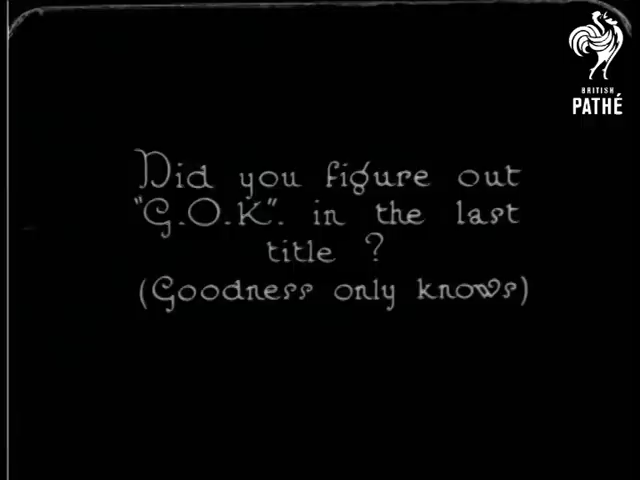 BRITISH
PATHÉ
Did you figure out
"G.O.K". in the last
title ?
(Goodness only knows)